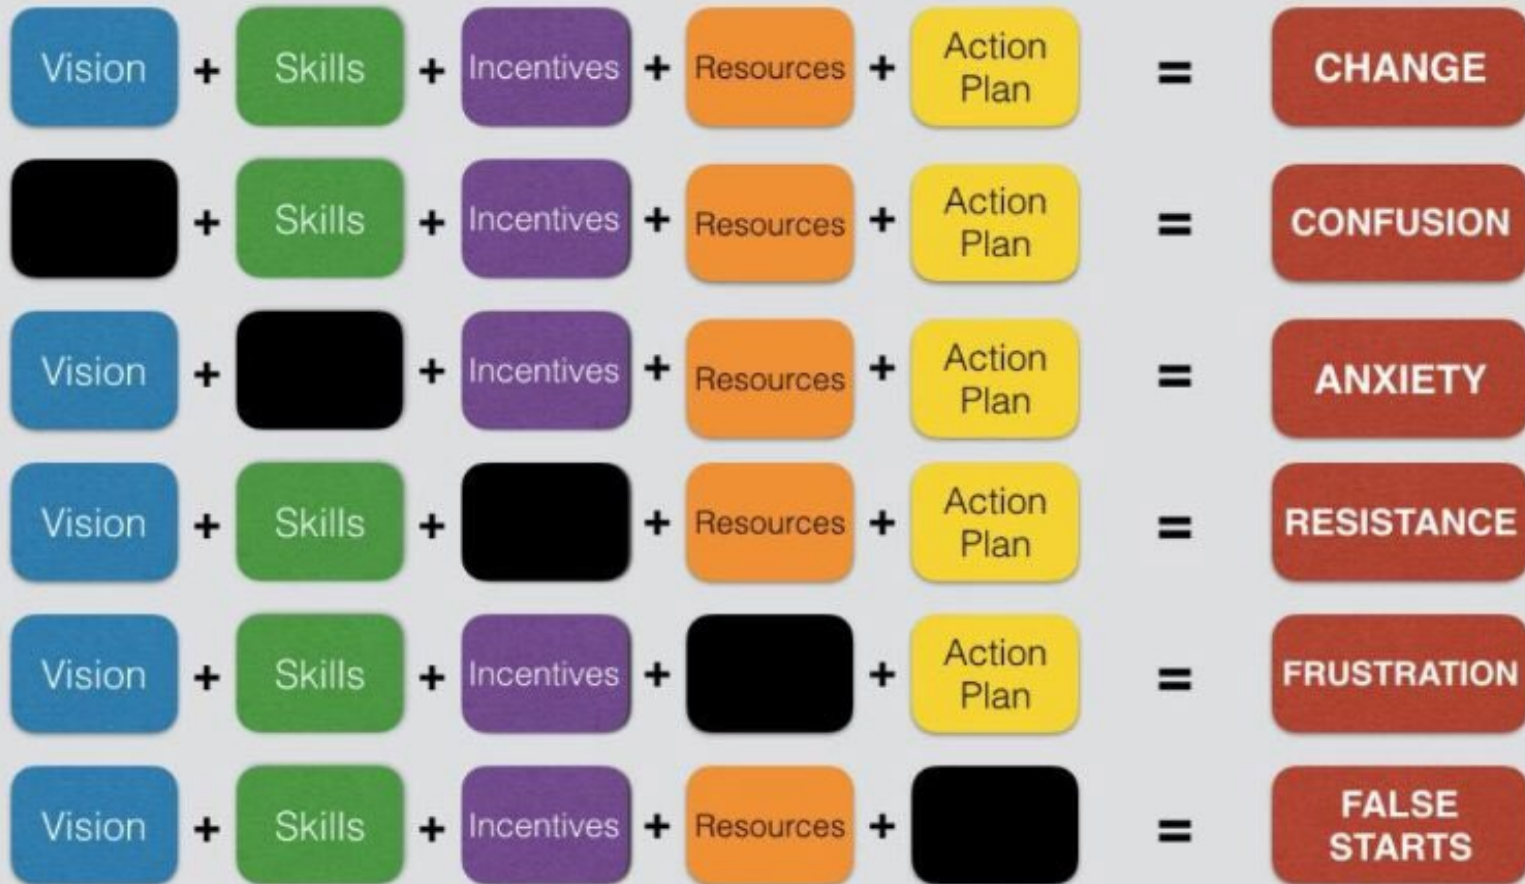 Vision + Skills + Incentives + Resources + Action Plan = CHANGE
+ Skills + Incentives + Resources + Action Plan = CONFUSION
Vision + + Incentives + Resources + Action Plan = ANXIETY
Vision + Skills + + Resources + Action Plan = RESISTANCE
Vision + Skills + Incentives + + Action Plan = FRUSTRATION
Vision + Skills + Incentives + Resources + = FALSE STARTS